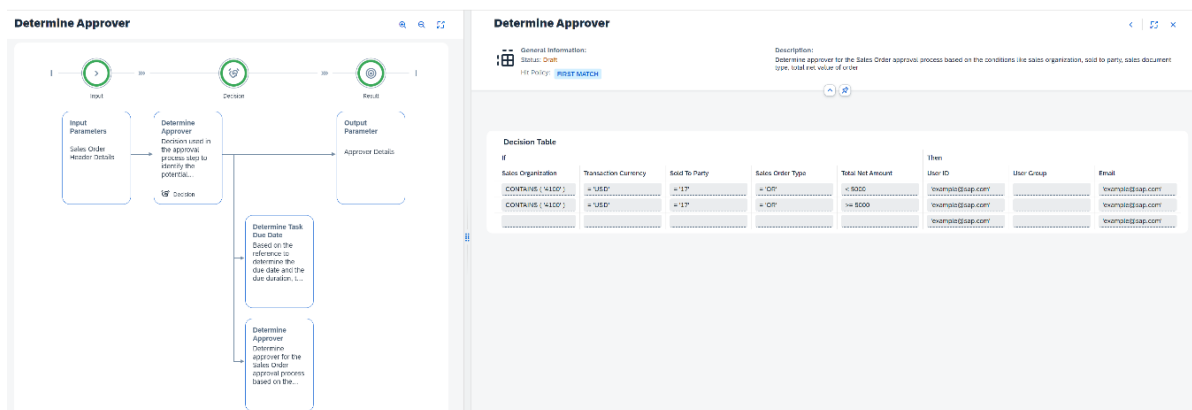 Determine Approver
Input
Decision
Result
Input
Parameters
Sales Order
Header Details
Determine
Approver
Decision used in
the approval
process step to
identify the
potential...
Decision
Output
Parameter
Approver Details
Determine Task
Due Date
Based on the
reference to
determine the
due date and the
due duration. I...
Determine
Approver
Determine
approver for the
Sales Order
approval process
based on the...
Determine Approver
General Information:
Status: Draft
Hit Policy: FIRST MATCH
Description:
Determine approver for the Sales Order approval process based on the conditions like sales organization, sold to party, sales document
type, total net value of order
Decision Table
If Then
Sales Organization Transaction Currency Sold To Party Sales Order Type Total Net Amount User ID User Group Email
CONTAINS ( '4100' ) = 'USD' = '17' = 'OR' < 5000 'example@sap.com' 'example@sap.com'
CONTAINS ( '4100' ) = 'USD' = '17' = 'OR' >= 5000 'example@sap.com' 'example@sap.com'
'example@sap.com' 'example@sap.com'